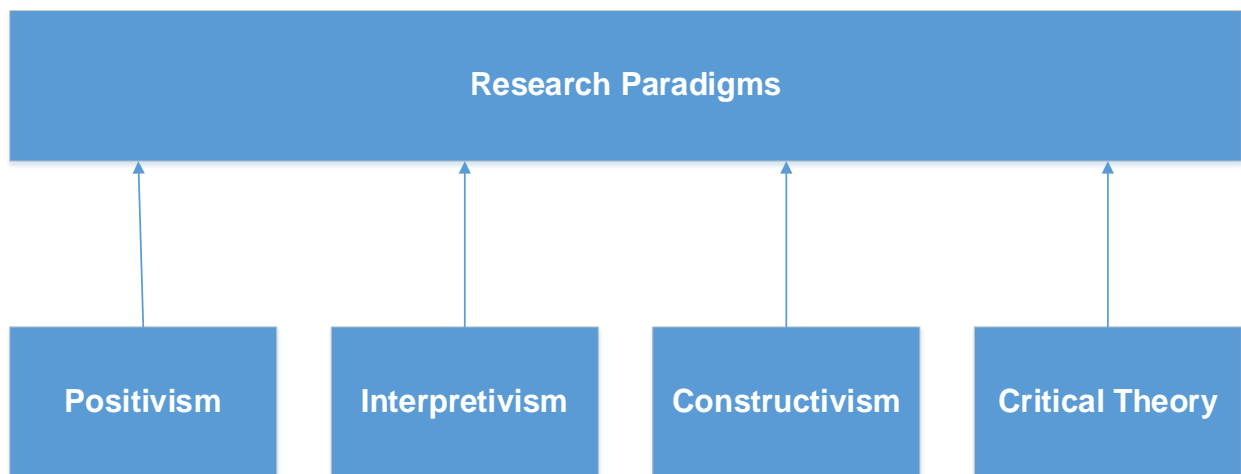 Research Paradigms
Positivism
Interpretivism
Constructivism
Critical Theory